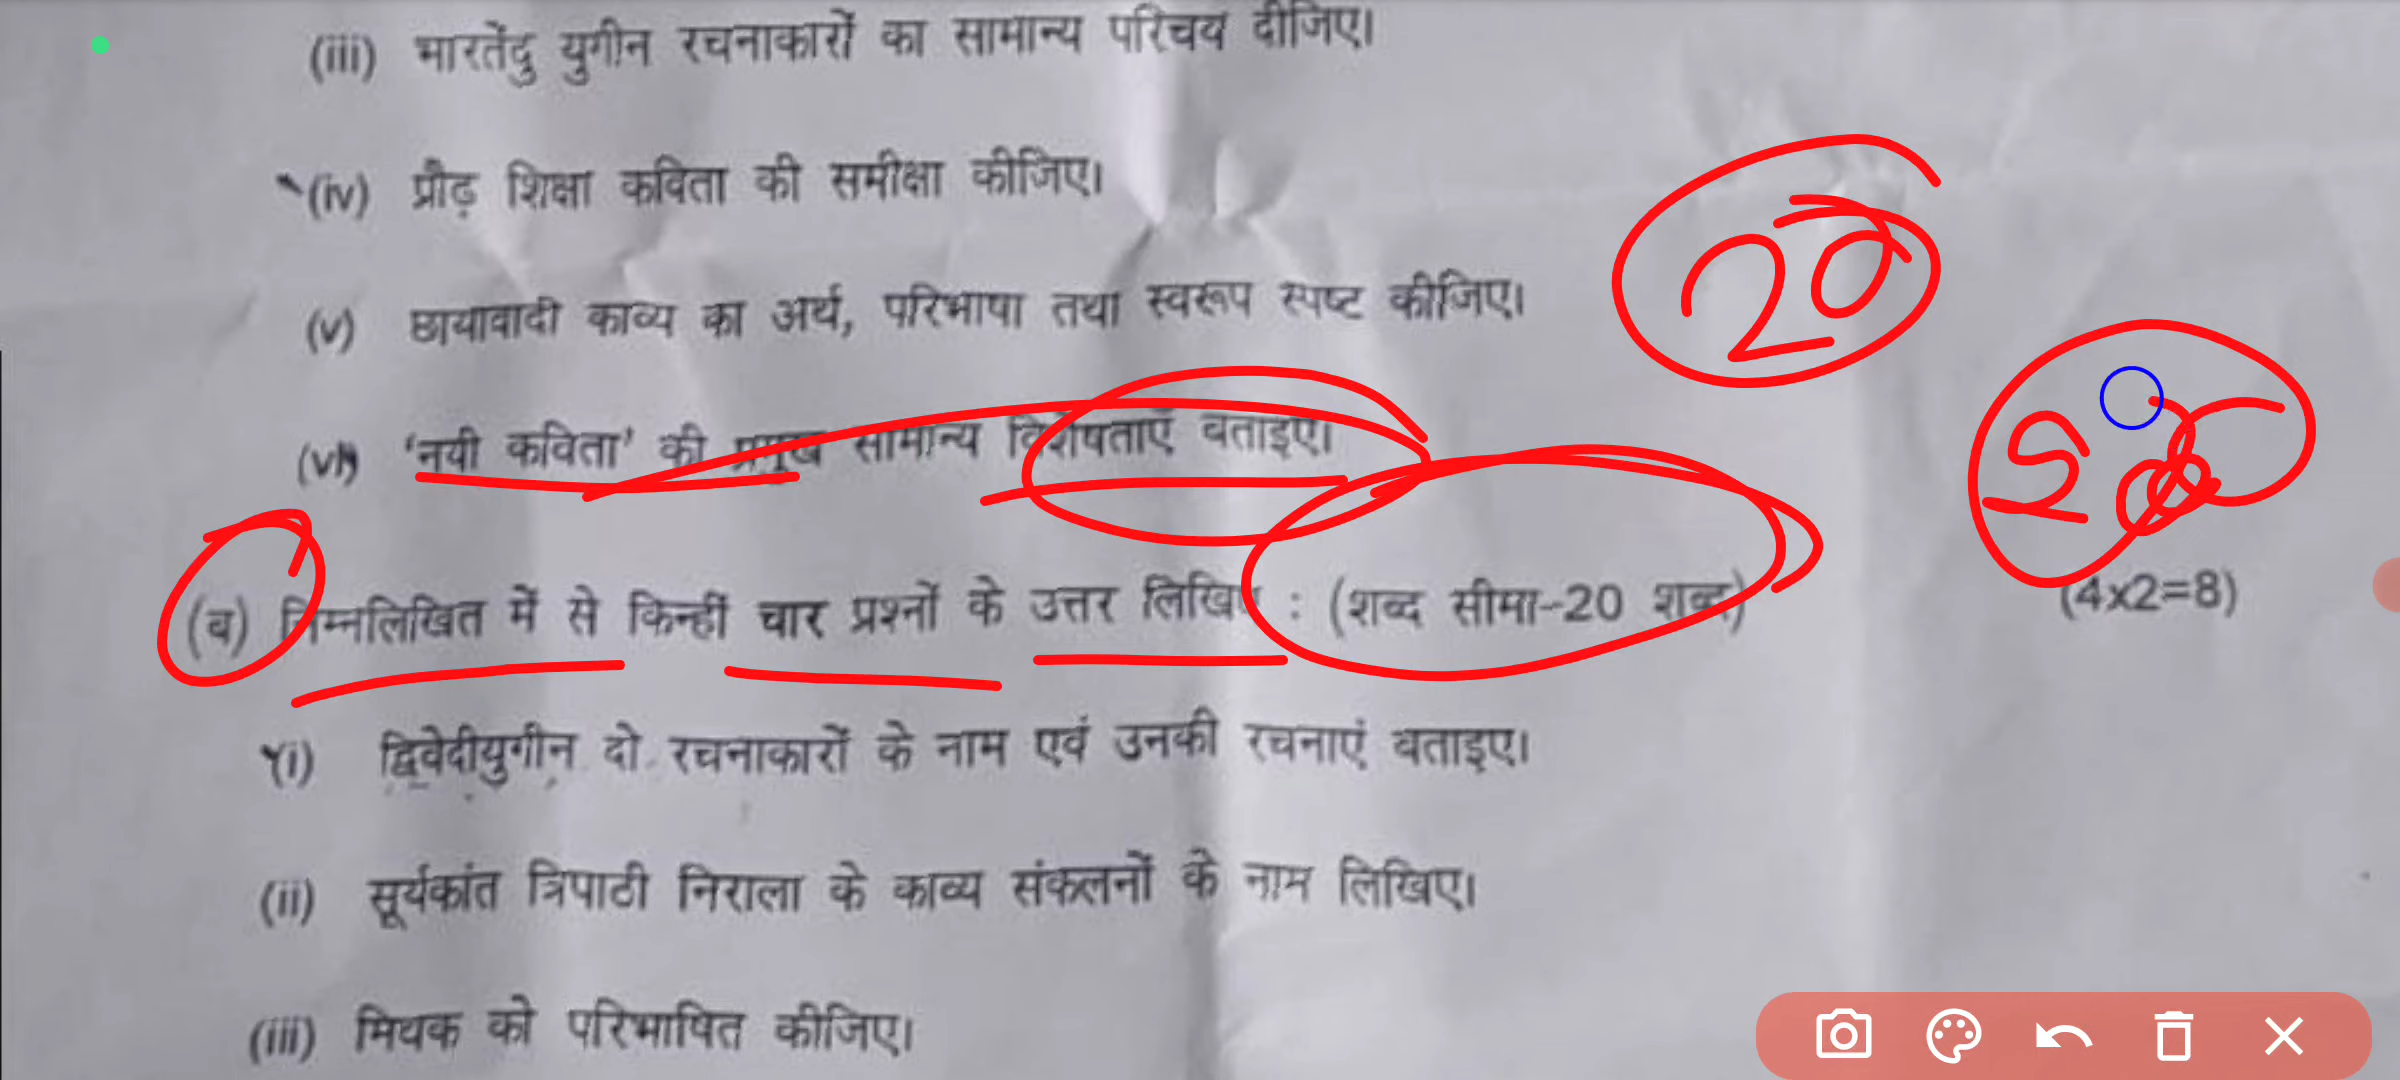 (iii) भारतेंदु युगीन रचनाकारों का सामान्य परिचय दीजिए।
(iv) प्रौढ़ शिक्षा कविता की समीक्षा कीजिए।
20
(v) छायावादी काव्य का अर्थ, परिभाषा तथा स्वरूप स्पष्ट कीजिए।
(vi) 'नयी कविता' की प्रमुख सामान्य विशेषताएँ बताइए।
(ब) निम्नलिखित में से किन्हीं चार प्रश्नों के उत्तर लिखिए : (शब्द सीमा-20 शब्द) (4x2=8)
(i) द्विवेदीयुगीन दो रचनाकारों के नाम एवं उनकी रचनाएं बताइए।
(ii) सूर्यकांत त्रिपाठी निराला के काव्य संकलनों के नाम लिखिए।
(iii) मिथक को परिभाषित कीजिए।